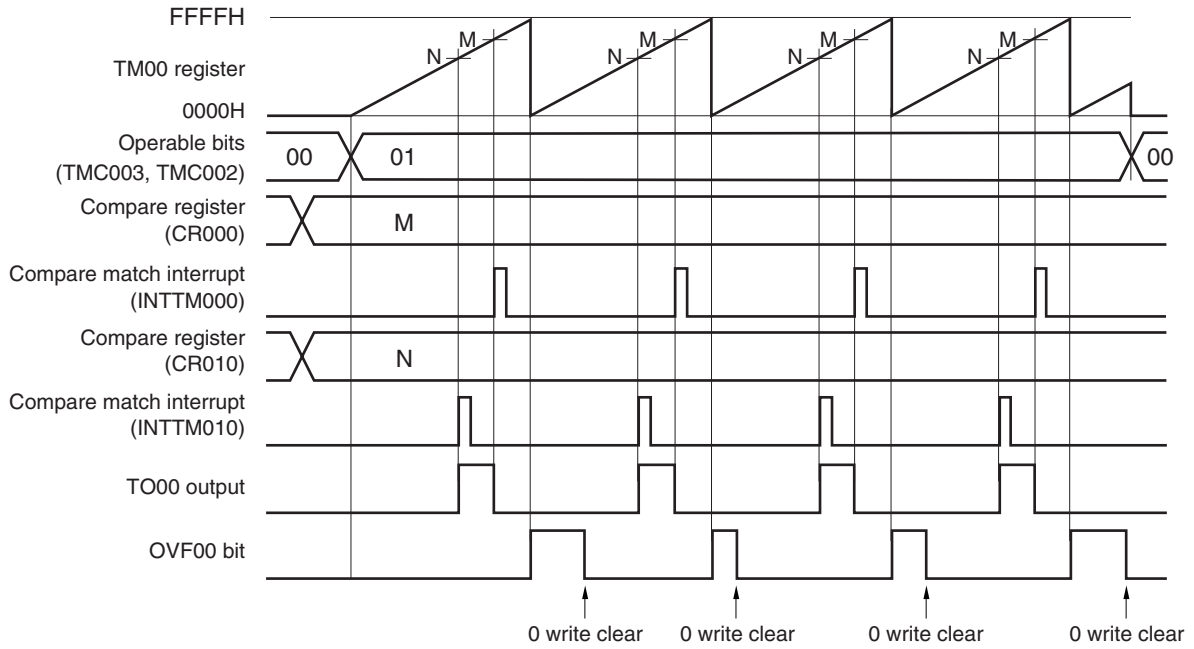 FFFFH
M M M M
N N N N
TM00 register
0000H
Operable bits
(TMC003, TMC002)
00 01 00
Compare register
(CR000)
M
Compare match interrupt
(INTTM000)
Compare register
(CR010)
N
Compare match interrupt
(INTTM010)
TO00 output
OVF00 bit
0 write clear 0 write clear 0 write clear 0 write clear